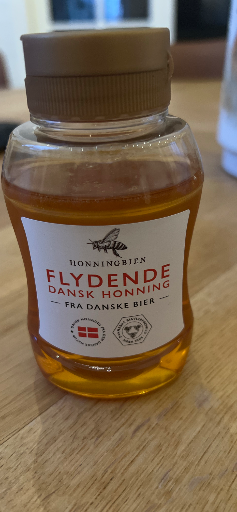 HONNINGBIEN
FLYDENDE
DANSK HONNING
FRA DANSKE BIER